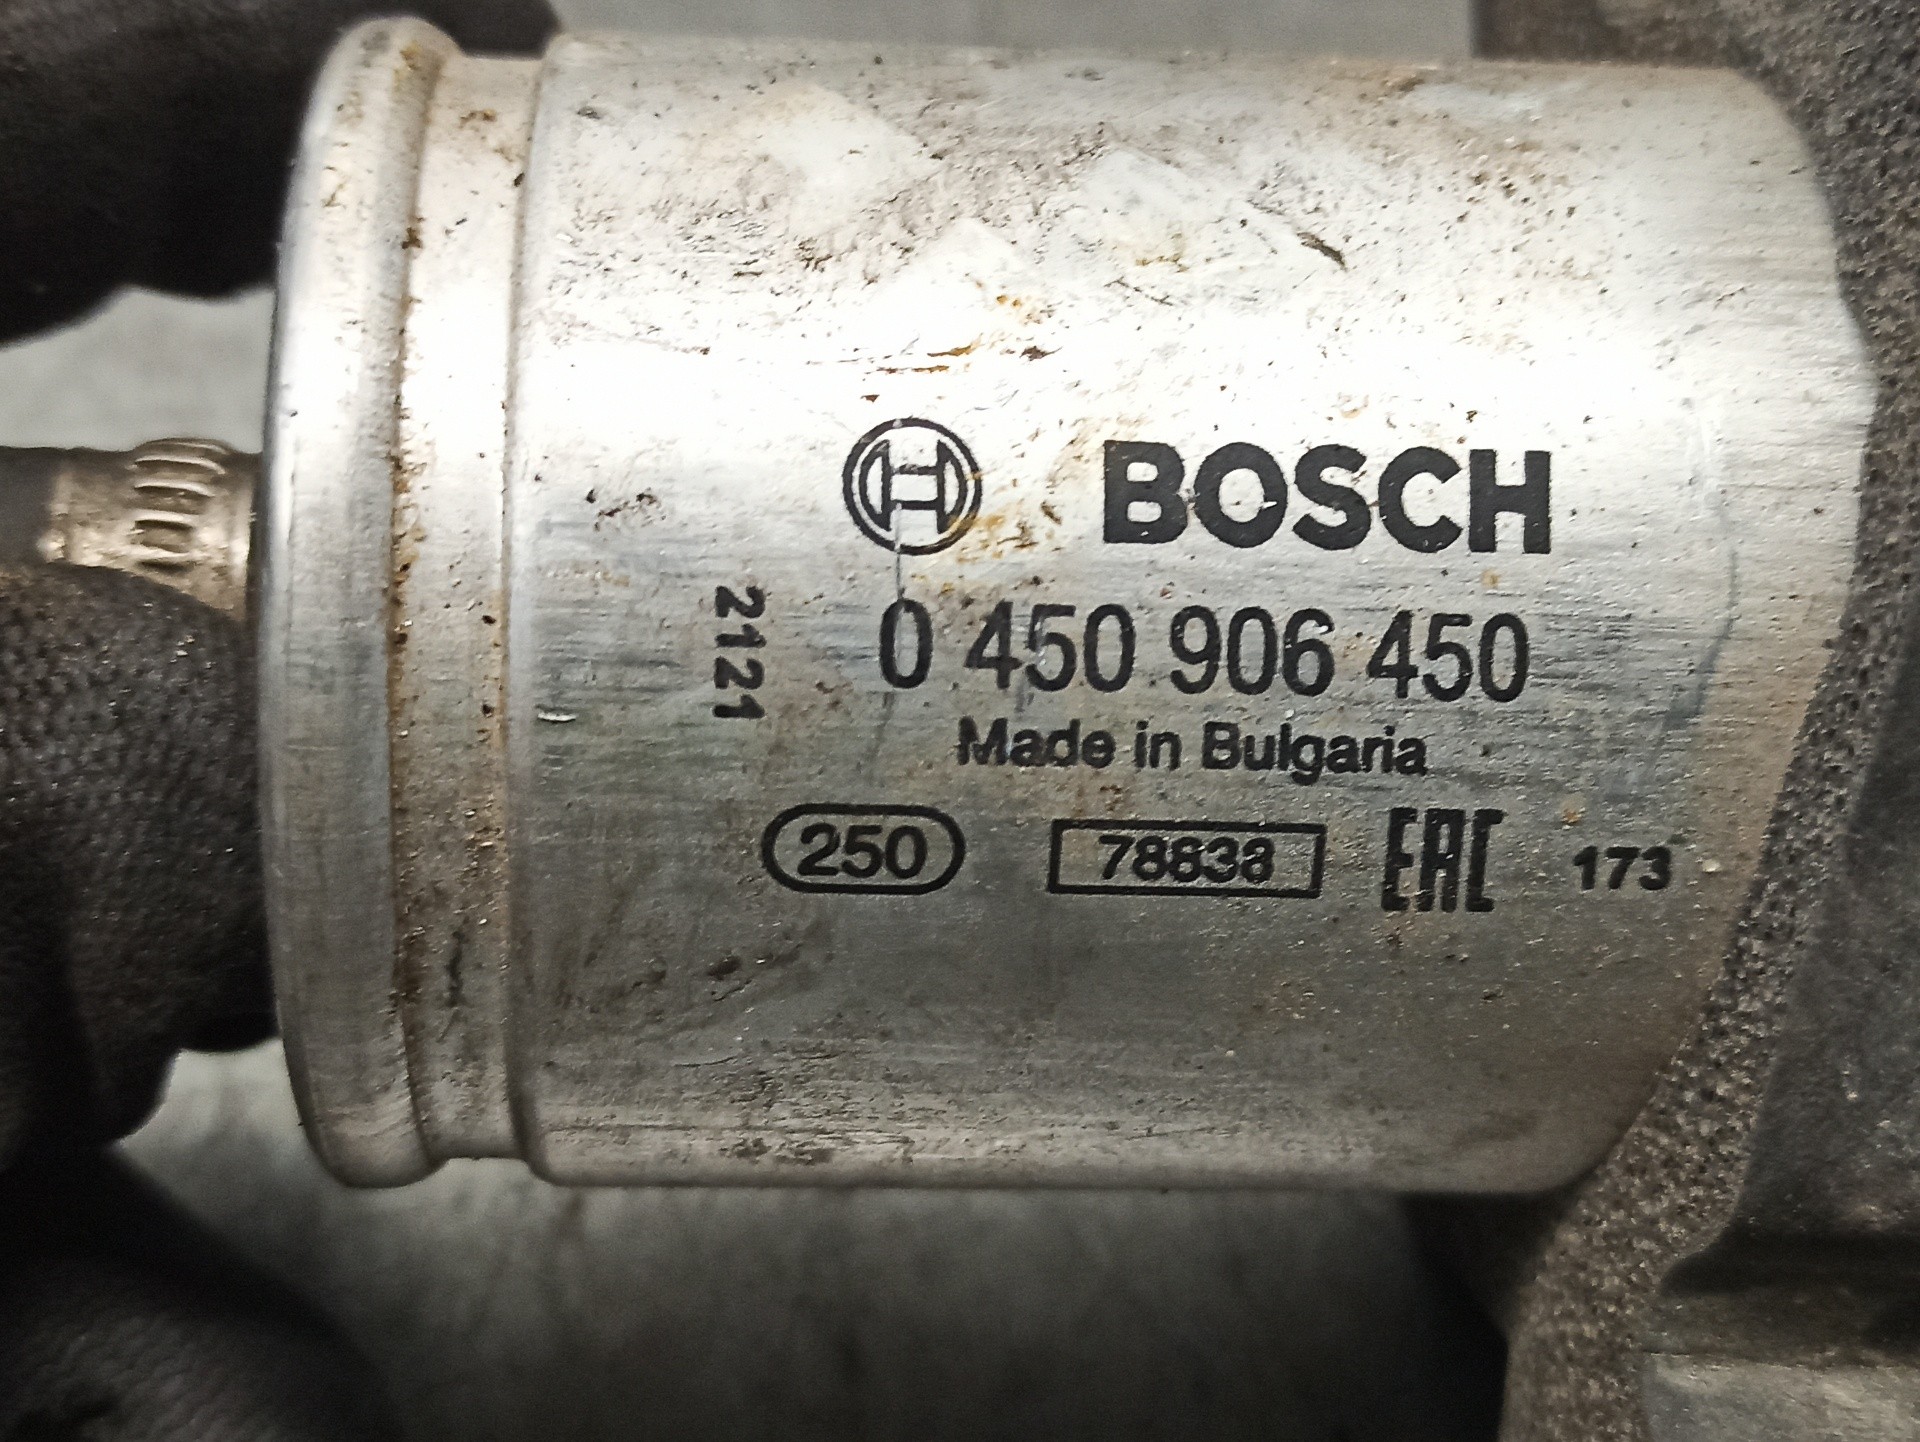 BOSCH
0 450 906 450
2121
Made in Bulgaria
250 78838 EAC 173